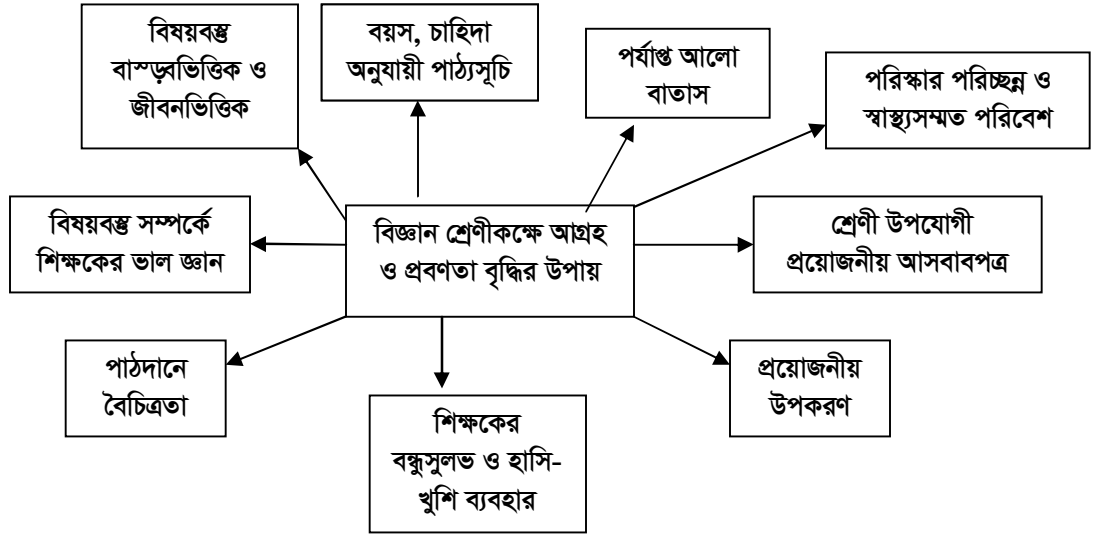 বিষয়বস্তু
বাস্ড়বভিত্তিক ও
জীবনভিত্তিক
বয়স, চাহিদা
অনুযায়ী পাঠ্যসূচি
পর্যাপ্ত আলো
বাতাস
পরিস্কার পরিচ্ছন্ন ও
স্বাস্থ্যসম্মত পরিবেশ
বিষয়বস্তু সম্পর্কে
শিক্ষকের ভাল জ্ঞান
বিজ্ঞান শ্রেণীকক্ষে আগ্রহ
ও প্রবণতা বৃদ্ধির উপায়
শ্রেণী উপযোগী
প্রয়োজনীয় আসবাবপত্র
পাঠদানে
বৈচিত্রতা
শিক্ষকের
বন্ধুসুলভ ও হাসি-
খুশি ব্যবহার
প্রয়োজনীয়
উপকরণ